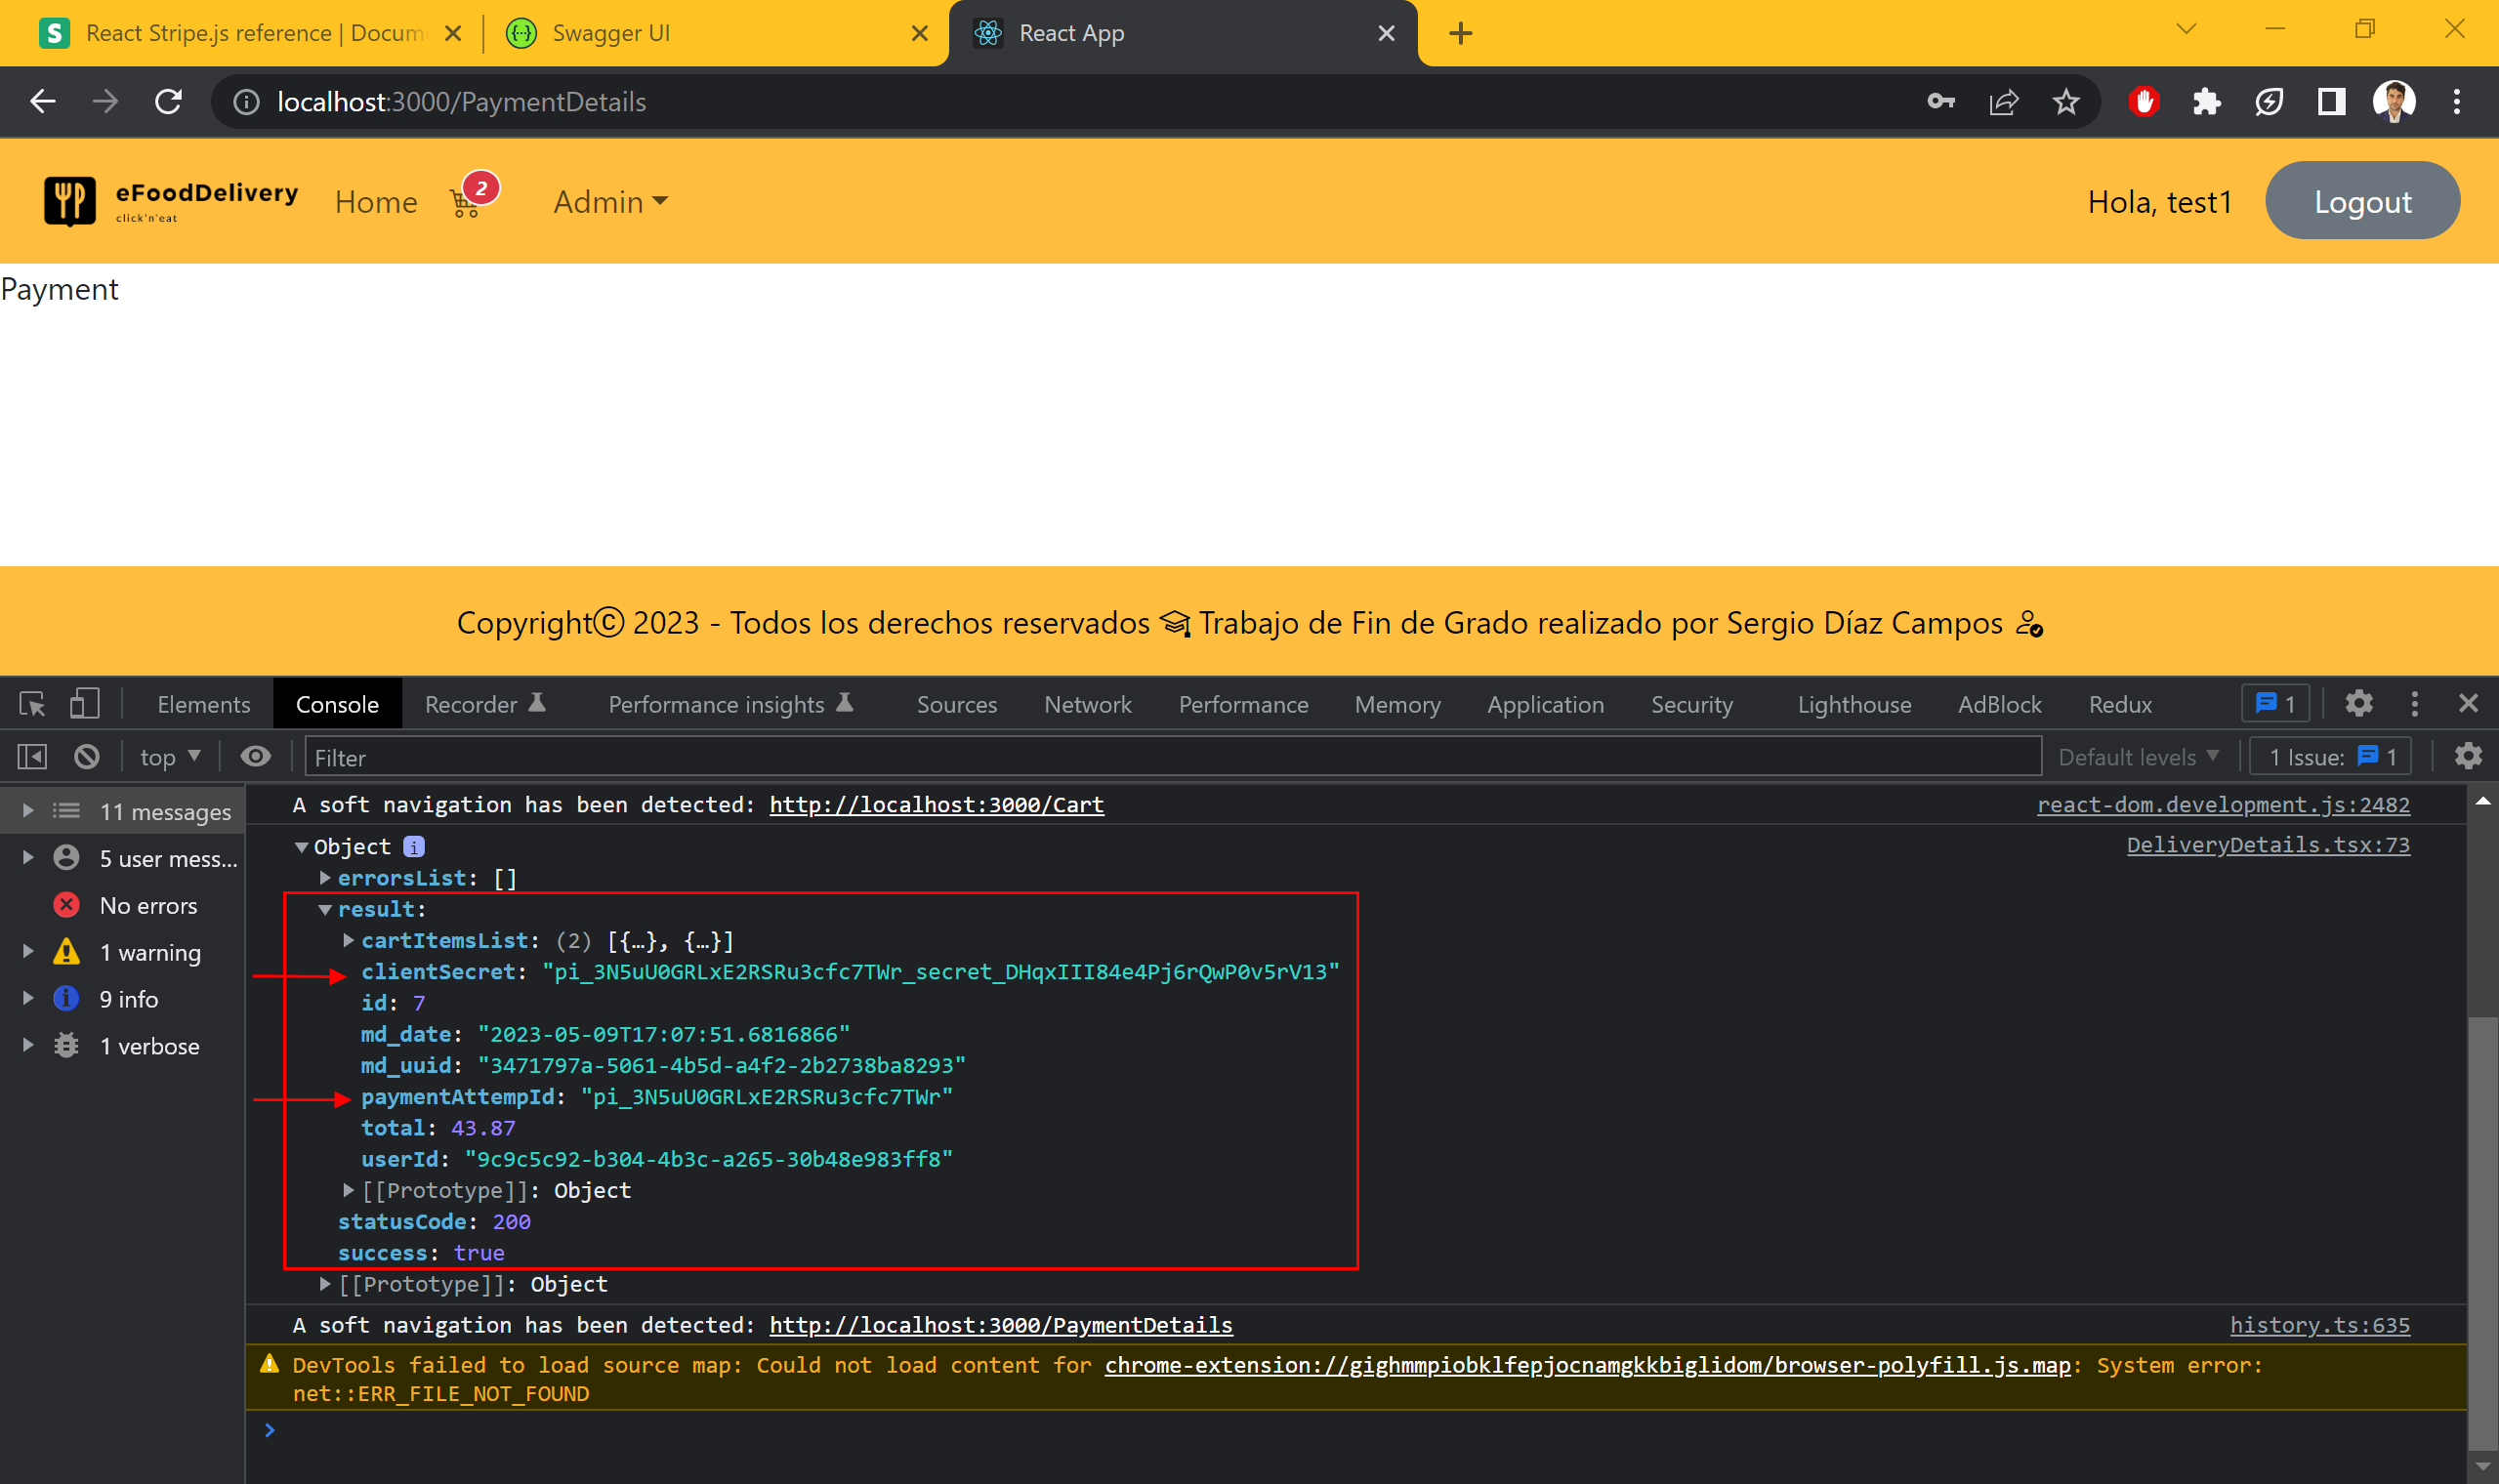 React Stripe.js reference | Docum
Swagger UI
React App
localhost:3000/PaymentDetails
eFoodDelivery
click'n'eat
Home
2
Admin
Hola, test1
Logout
Payment
Copyright© 2023 - Todos los derechos reservados Trabajo de Fin de Grado realizado por Sergio Díaz Campos
Elements Console Recorder Performance insights Sources Network Performance Memory Application Security Lighthouse AdBlock Redux 1
top Filter Default levels 1 Issue: 1
11 messages
5 user mess...
No errors
1 warning
9 info
1 verbose
A soft navigation has been detected: http://localhost:3000/Cart react-dom.development.js:2482
Object i DeliveryDetails.tsx:73
errorsList: []
result:
cartItemsList: (2) [{…}, {…}]
clientSecret: "pi_3N5uU0GRLxE2RSRu3cfc7TWr_secret_DHqxIII84e4Pj6rQwP0v5rV13"
id: 7
md_date: "2023-05-09T17:07:51.6816866"
md_uuid: "3471797a-5061-4b5d-a4f2-2b2738ba8293"
paymentAttempId: "pi_3N5uU0GRLxE2RSRu3cfc7TWr"
total: 43.87
userId: "9c9c5c92-b304-4b3c-a265-30b48e983ff8"
[[Prototype]]: Object
statusCode: 200
success: true
[[Prototype]]: Object
A soft navigation has been detected: http://localhost:3000/PaymentDetails history.ts:635
DevTools failed to load source map: Could not load content for chrome-extension://gighmmpiobklfepjocnamgkkbiglidom/browser-polyfill.js.map: System error:
net::ERR_FILE_NOT_FOUND